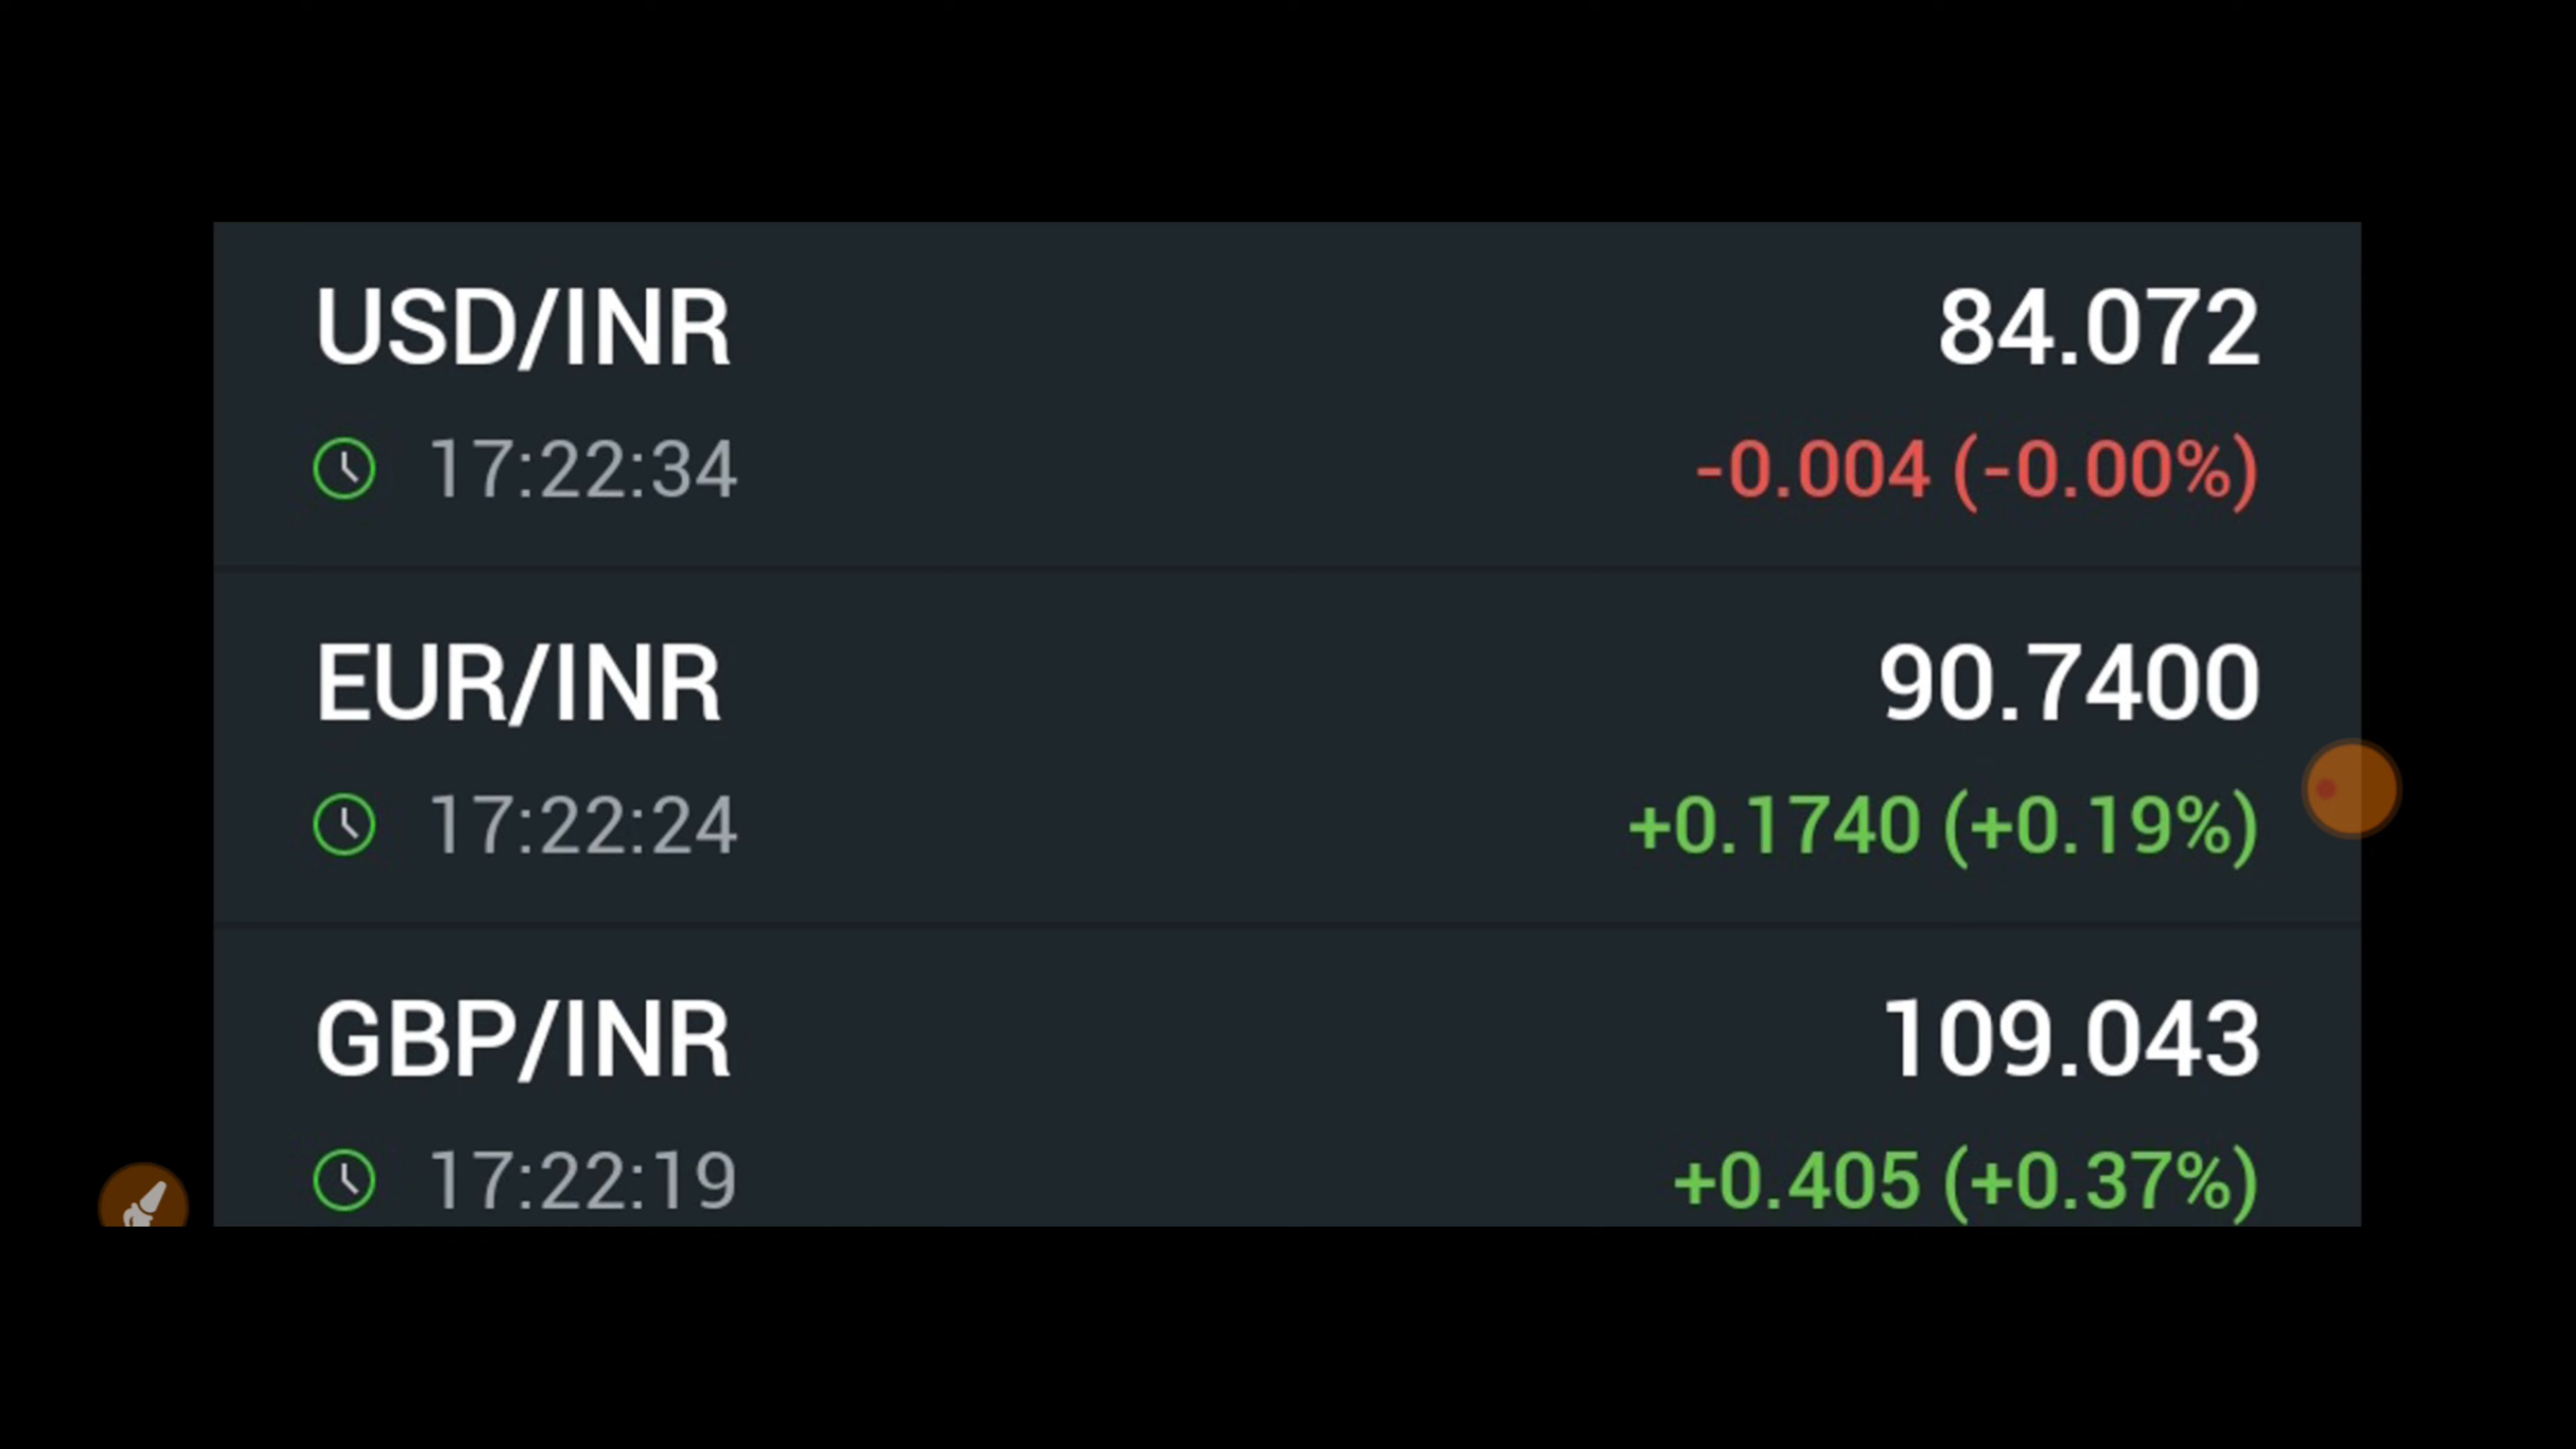 USD/INR 84.072
17:22:34 -0.004 (-0.00%)
EUR/INR 90.7400
17:22:24 +0.1740 (+0.19%)
GBP/INR 109.043
17:22:19 +0.405 (+0.37%)